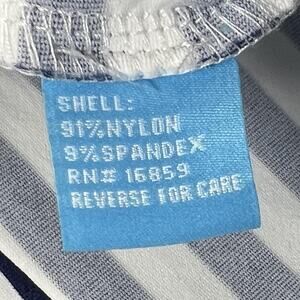 SHELL:
91%NYLON
9%SPANDEX
RN# 16859
REVERSE FOR CARE